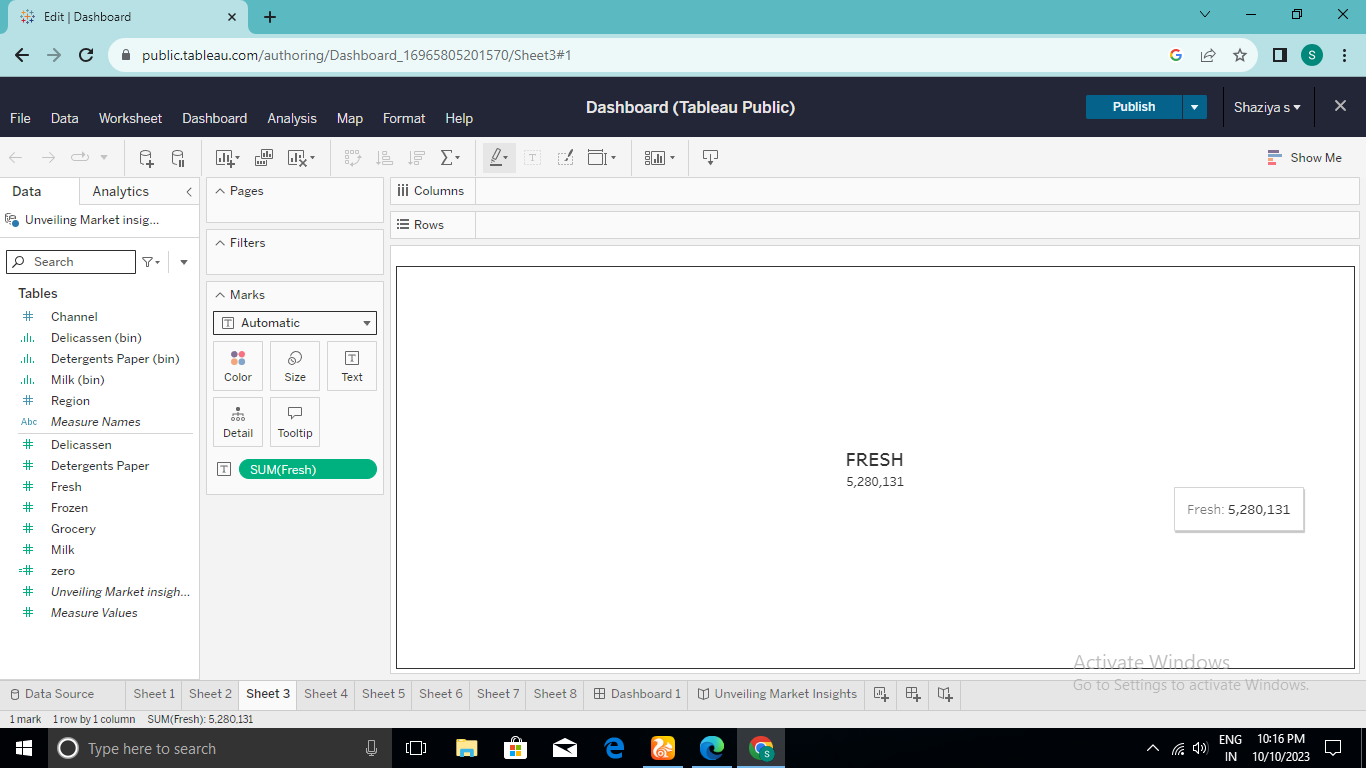 Edit | Dashboard
public.tableau.com/authoring/Dashboard_16965805201570/Sheet3#1
S
Dashboard (Tableau Public)
Publish
Shaziya s
File Data Worksheet Dashboard Analysis Map Format Help
Show Me
Data Analytics
Pages
Columns
Unveiling Market insig...
Rows
Filters
Search
Tables
Marks
Channel
Automatic
Delicassen (bin)
Detergents Paper (bin)
Milk (bin)
Color Size Text
Region
Abc Measure Names
Detail Tooltip
Delicassen
Detergents Paper
SUM(Fresh)
Fresh
Frozen
Grocery
Milk
zero
Unveiling Market insigh...
Measure Values
FRESH
5,280,131
Fresh: 5,280,131
Activate Windows
Go to Settings to activate Windows.
Data Source Sheet 1 Sheet 2 Sheet 3 Sheet 4 Sheet 5 Sheet 6 Sheet 7 Sheet 8 Dashboard 1 Unveiling Market Insights
1 mark 1 row by 1 column SUM(Fresh): 5,280,131
Type here to search
ENG 10:16 PM
IN 10/10/2023